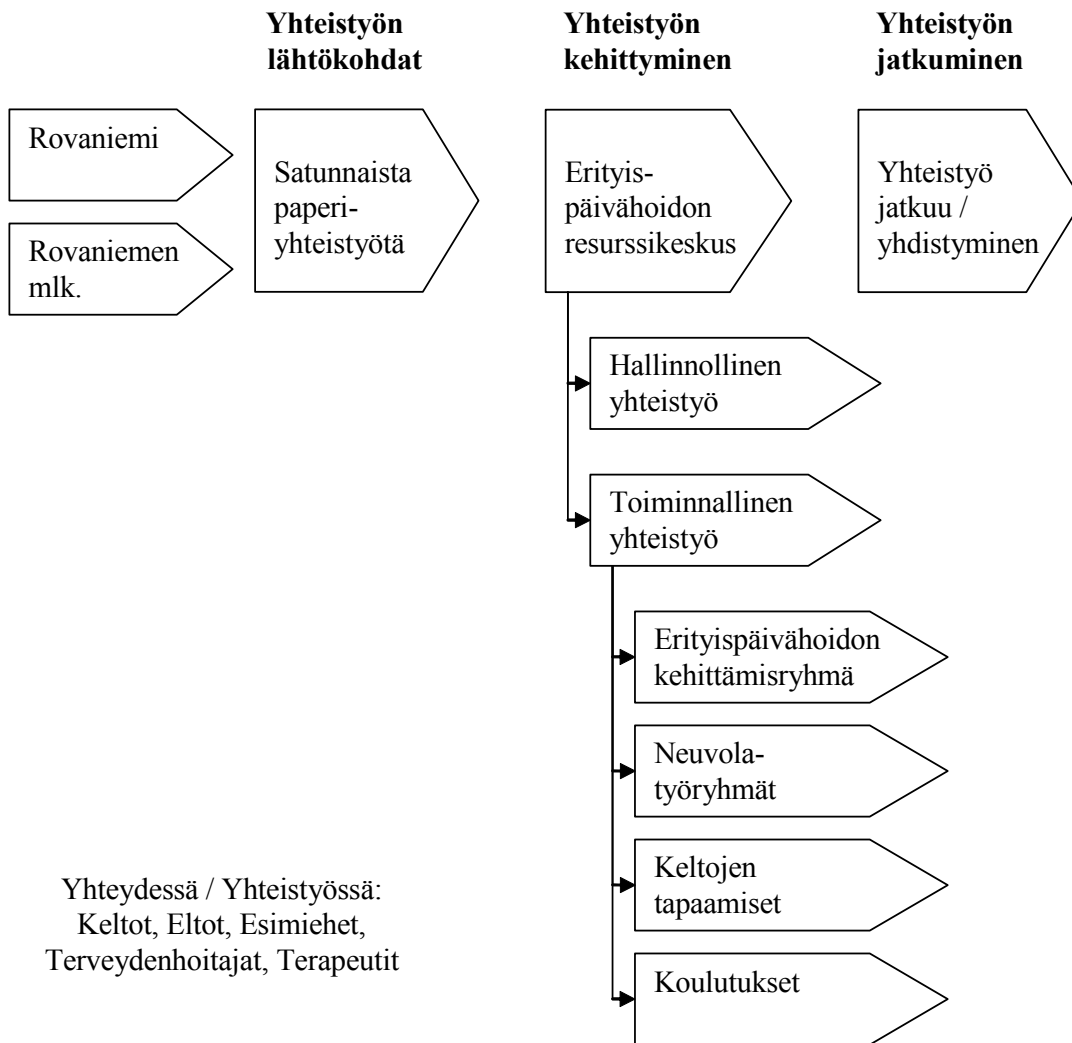 Yhteistyön
lähtökohdat
Yhteistyön
kehittyminen
Yhteistyön
jatkuminen
Rovaniemi
Rovaniemen
mlk.
Satunnaista
paperi-
yhteistyötä
Erityis-
päivähoidon
resurssikeskus
Yhteistyö
jatkuu /
yhdistyminen
Hallinnollinen
yhteistyö
Toiminnallinen
yhteistyö
Erityispäivähoidon
kehittämisryhmä
Neuvola-
työryhmät
Keltojen
tapaamiset
Koulutukset
Yhteydessä / Yhteistyössä:
Keltot, Eltot, Esimiehet,
Terveydenhoitajat, Terapeutit